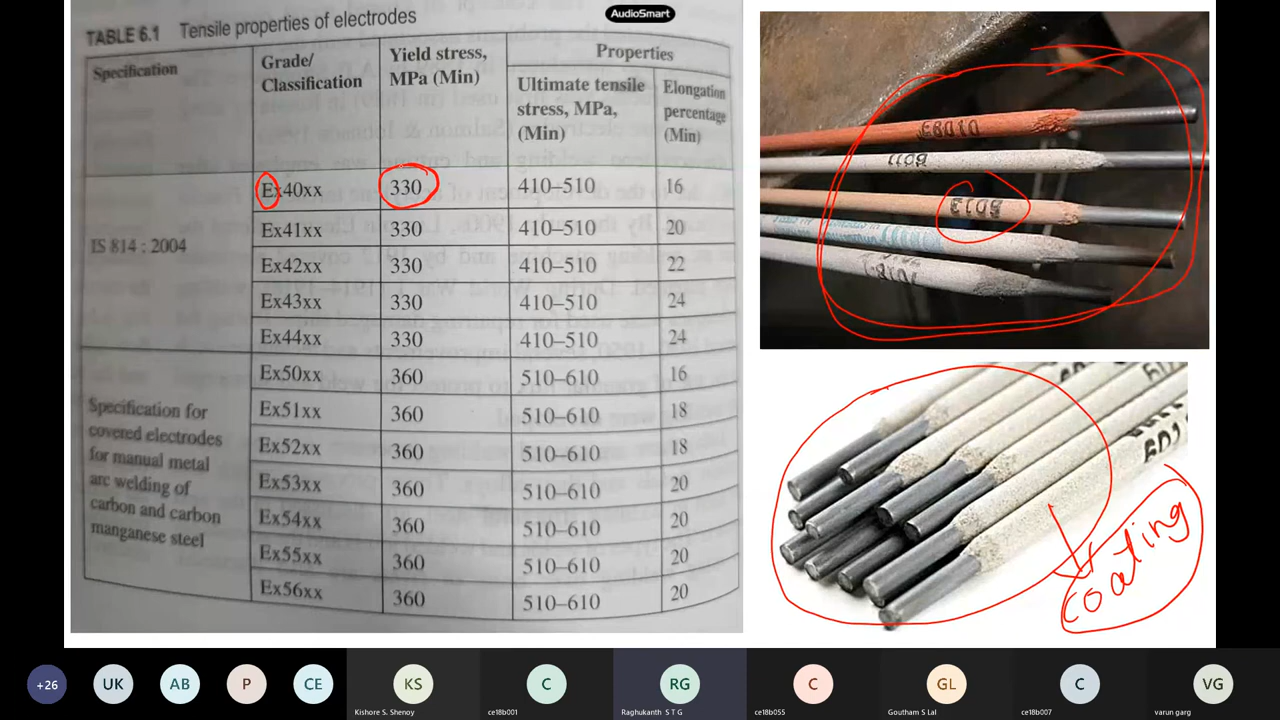 TABLE 6.1 Tensile properties of electrodes
AudioSmart
Specification
Grade/
Classification
Yield stress,
MPa (Min)
Properties
Ultimate tensile
stress, MPa,
(Min)
Elongation
percentage
(Min)
IS 814 : 2004
Ex40xx 330 410–510 16
Ex41xx 330 410–510 20
Ex42xx 330 410–510 22
Ex43xx 330 410–510 24
Ex44xx 330 410–510 24
Specification for
covered electrodes
for manual metal
arc welding of
carbon and carbon
manganese steel
Ex50xx 360 510–610 16
Ex51xx 360 510–610 18
Ex52xx 360 510–610 18
Ex53xx 360 510–610 20
Ex54xx 360 510–610 20
Ex55xx 360 510–610 20
Ex56xx 360 510–610 20
6011
coating
+26
UK
AB
P
CE
KS
Kishore S. Shenoy
C
ce18b001
RG
Raghukanth S T G
C
ce18b055
GL
Goutham S Lal
C
ce18b007
VG
varun garg